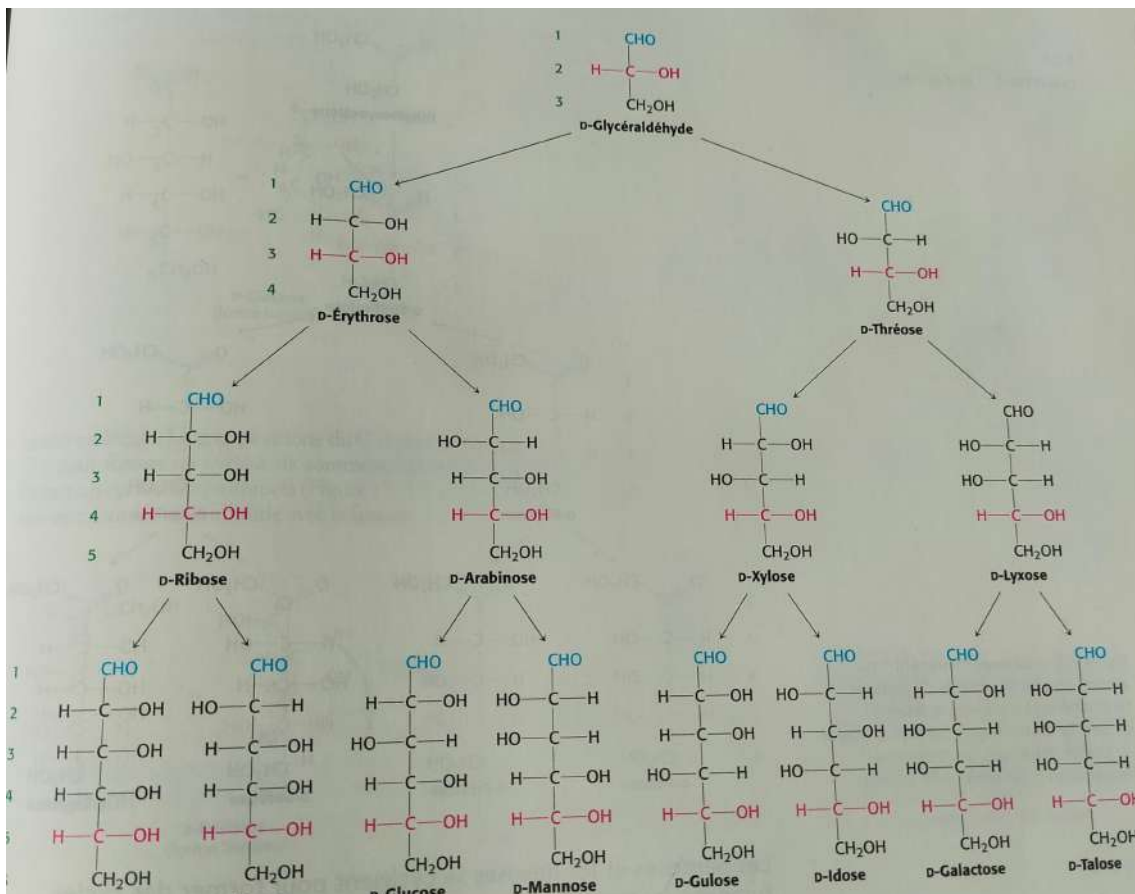 1 CHO
2 H—C—OH
3 CH₂OH
D-Glycéraldéhyde
1 CHO
2 H—C—OH
3 H—C—OH
4 CH₂OH
D-Érythrose
CHO
HO—C—H
H—C—OH
CH₂OH
D-Thréose
1 CHO CHO CHO CHO
2 H—C—OH HO—C—H H—C—OH HO—C—H
3 H—C—OH H—C—OH HO—C—H HO—C—H
4 H—C—OH H—C—OH H—C—OH H—C—OH
5 CH₂OH CH₂OH CH₂OH CH₂OH
D-Ribose D-Arabinose D-Xylose D-Lyxose
1 CHO CHO CHO CHO CHO CHO CHO CHO
2 H—C—OH HO—C—H H—C—OH HO—C—H H—C—OH HO—C—H H—C—OH HO—C—H
3 H—C—OH H—C—OH HO—C—H HO—C—H H—C—OH H—C—OH HO—C—H HO—C—H
4 H—C—OH H—C—OH H—C—OH H—C—OH HO—C—H HO—C—H HO—C—H HO—C—H
H—C—OH H—C—OH H—C—OH H—C—OH H—C—OH H—C—OH H—C—OH H—C—OH
CH₂OH CH₂OH CH₂OH CH₂OH CH₂OH CH₂OH CH₂OH CH₂OH
D-Glucose D-Mannose D-Gulose D-Idose D-Galactose D-Talose